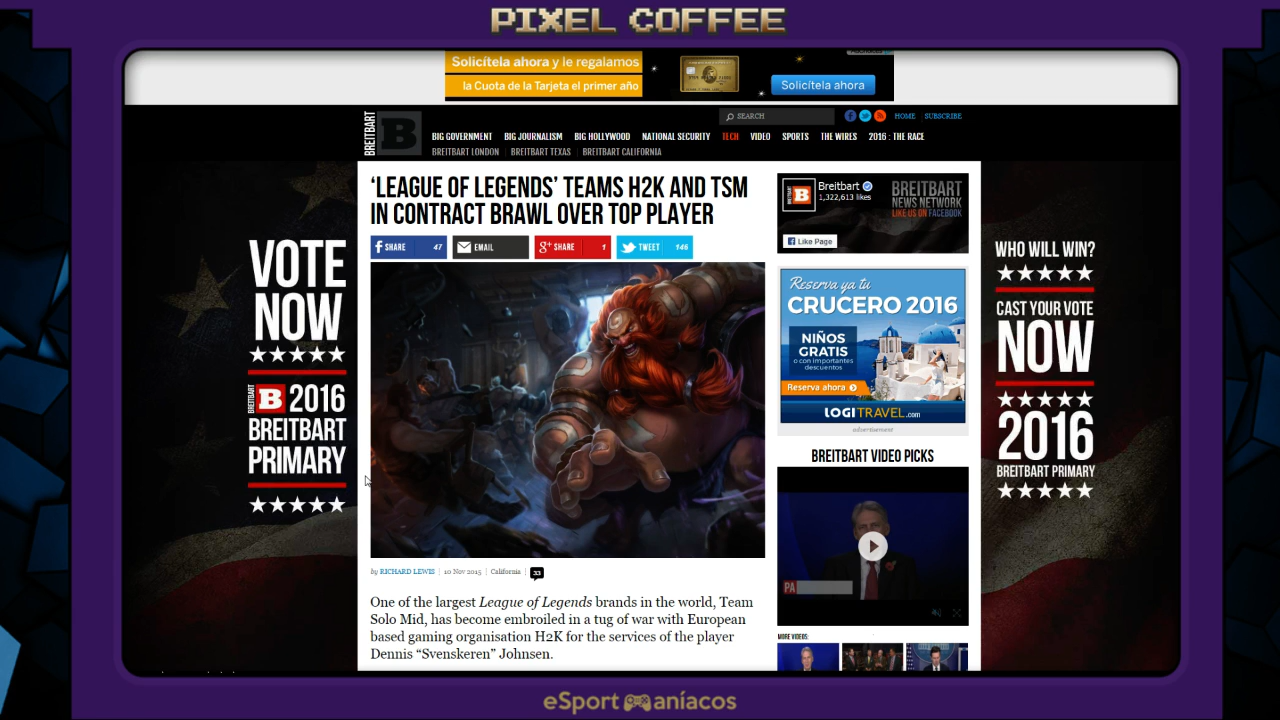 PIXEL COFFEE
Solicítela ahora y le regalamos
la Cuota de la Tarjeta el primer año
Solicítela ahora
BREITBART
B
SEARCH
HOME
SUBSCRIBE
BIG GOVERNMENT
BIG JOURNALISM
BIG HOLLYWOOD
NATIONAL SECURITY
TECH
VIDEO
SPORTS
THE WIRES
2016 : THE RACE
BREITBART LONDON
BREITBART TEXAS
BREITBART CALIFORNIA
VOTE
NOW
BREITBART B 2016
BREITBART
PRIMARY
‘LEAGUE OF LEGENDS’ TEAMS H2K AND TSM
IN CONTRACT BRAWL OVER TOP PLAYER
SHARE 47
EMAIL
g+ SHARE 1
TWEET 146
by RICHARD LEWIS | 10 Nov 2015 | California | 33
One of the largest League of Legends brands in the world, Team
Solo Mid, has become embroiled in a tug of war with European
based gaming organisation H2K for the services of the player
Dennis “Svenskeren” Johnsen.
B
Breitbart
1,322,613 likes
BREITBART
NEWS NETWORK
LIKE US ON FACEBOOK
Like Page
Reserva ya tu
CRUCERO 2016
NIÑOS
GRATIS
o con importantes
descuentos
Reserva ahora
LOGITRAVEL.com
advertisement
BREITBART VIDEO PICKS
PA
MORE VIDEOS:
WHO WILL WIN?
CAST YOUR VOTE
NOW
2016
BREITBART PRIMARY
eSportmaníacos